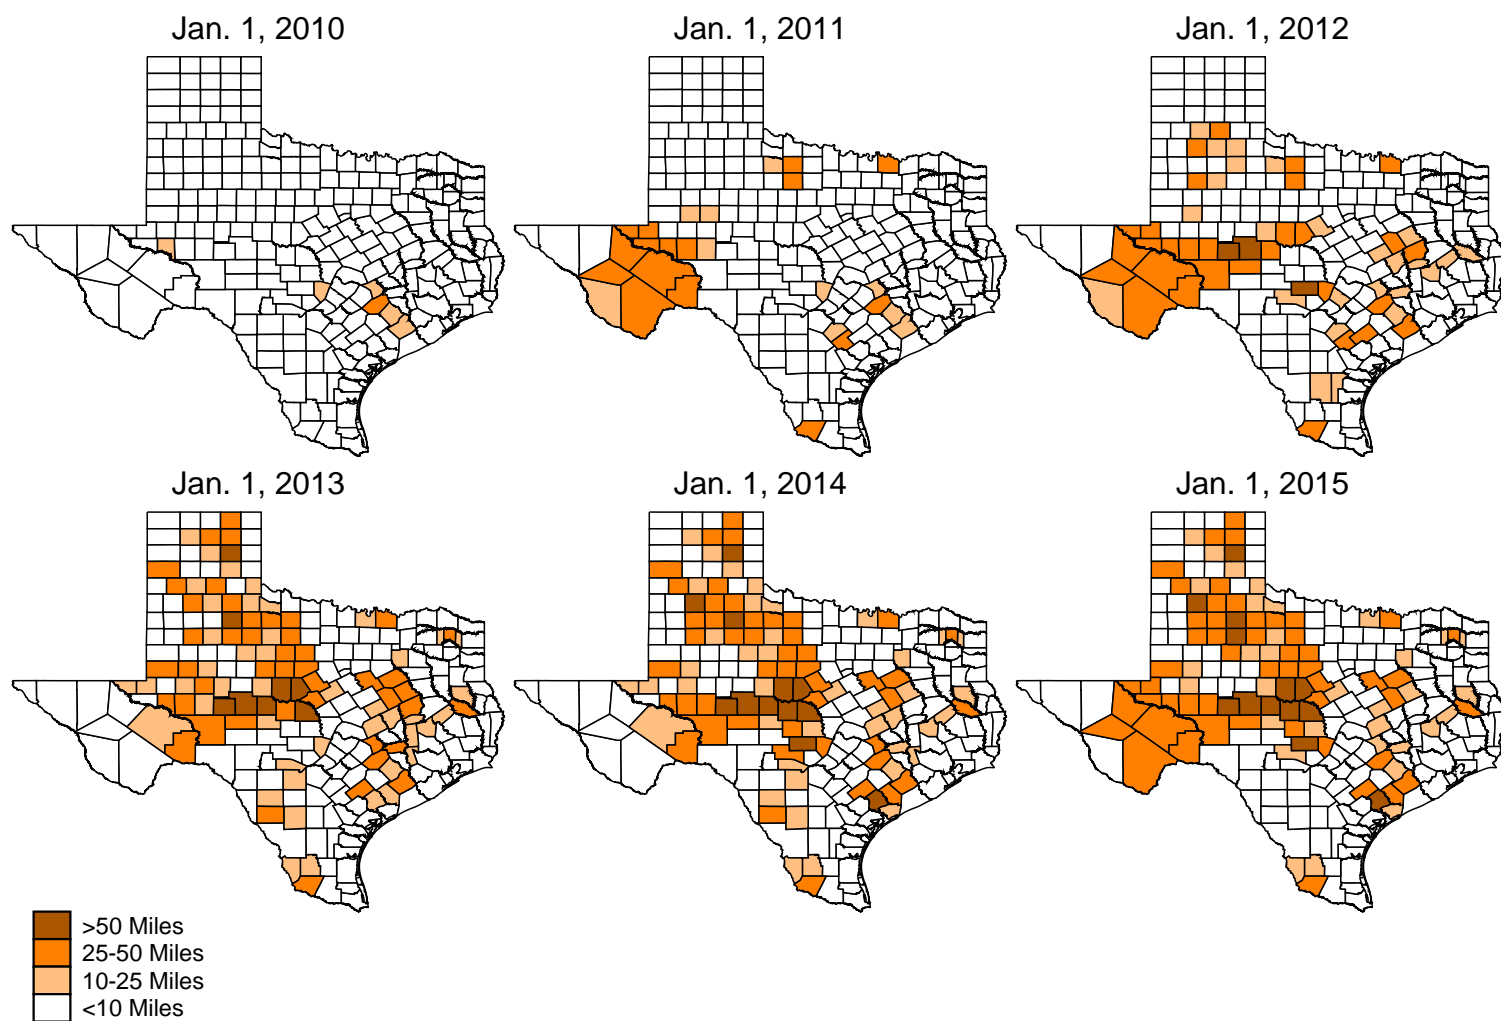 Jan. 1, 2010
Jan. 1, 2011
Jan. 1, 2012
Jan. 1, 2013
Jan. 1, 2014
Jan. 1, 2015
>50 Miles
25-50 Miles
10-25 Miles
<10 Miles